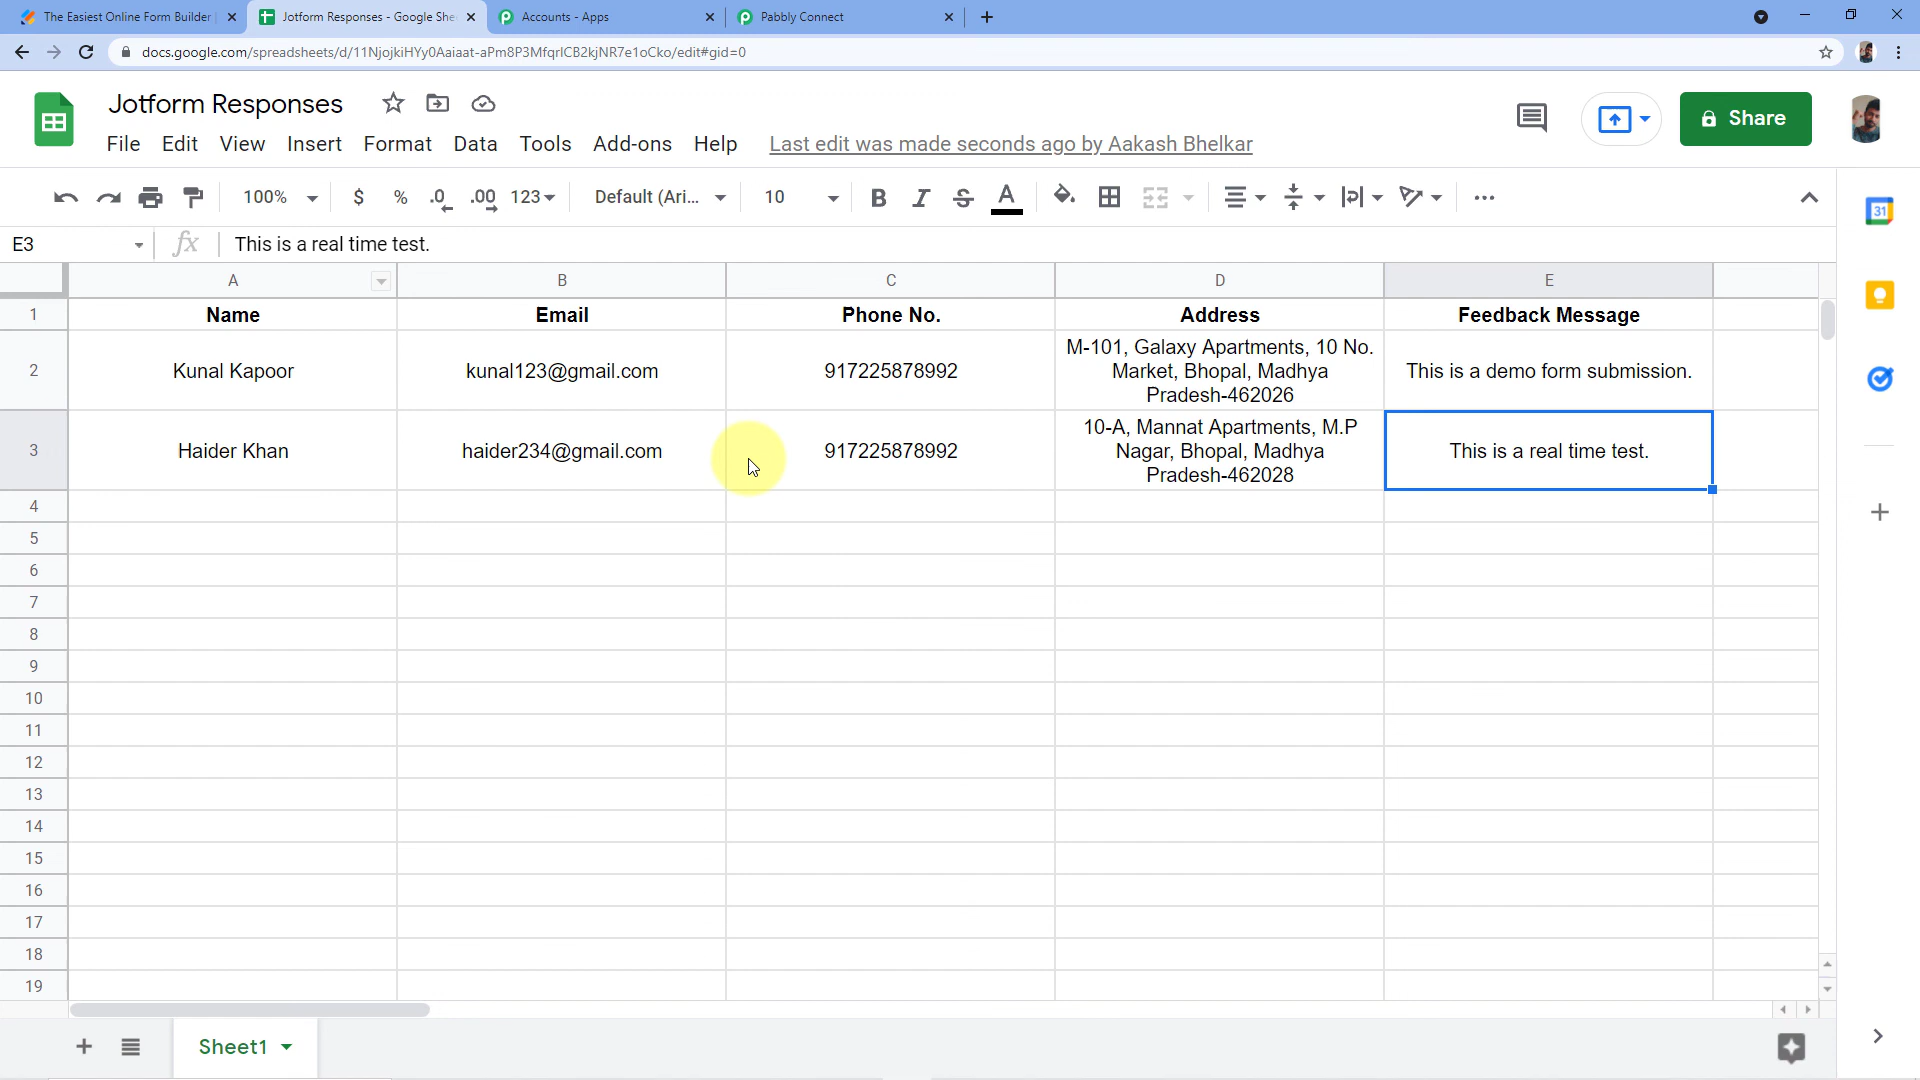 The Easiest Online Form Builder
Jotform Responses - Google She
Accounts - Apps
Pabbly Connect
docs.google.com/spreadsheets/d/11NjojkiHYy0Aaiaat-aPm8P3MfqrlCB2kjNR7e1oCko/edit#gid=0
Jotform Responses
File Edit View Insert Format Data Tools Add-ons Help Last edit was made seconds ago by Aakash Bhelkar
Share
100% $ % .0 .00 123 Default (Ari... 10 B I S A
31
E3 fx This is a real time test.
A B C D E
1 Name Email Phone No. Address Feedback Message
2 Kunal Kapoor kunal123@gmail.com 917225878992 M-101, Galaxy Apartments, 10 No.
Market, Bhopal, Madhya
Pradesh-462026
This is a demo form submission.
3 Haider Khan haider234@gmail.com 917225878992 10-A, Mannat Apartments, M.P
Nagar, Bhopal, Madhya
Pradesh-462028
This is a real time test.
4
5
6
7
8
9
10
11
12
13
14
15
16
17
18
19
Sheet1